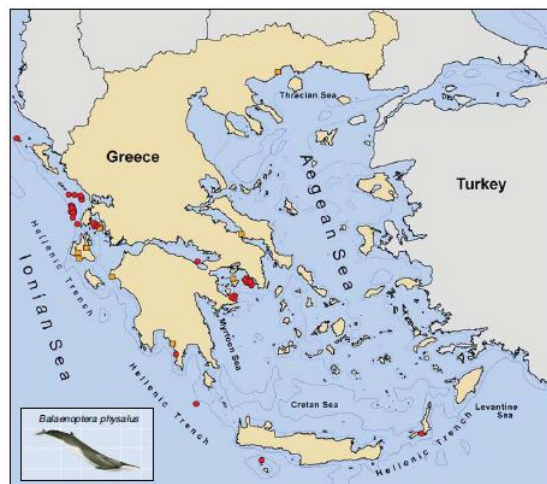 Thracian Sea
Greece
Aegean Sea
Turkey
Hellenic Trench
Ionian Sea
Myrtoon Sea
Hellenic Trench
Cretan Sea
Levantine
Sea
Hellenic Trench
Balaenoptera physalus